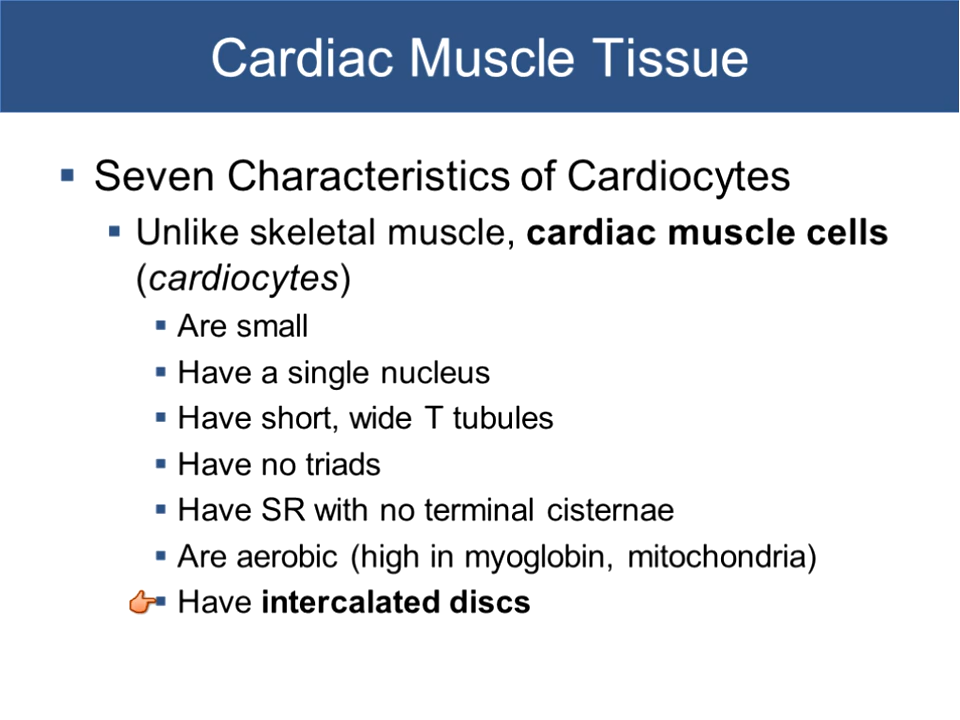 Cardiac Muscle Tissue
Seven Characteristics of Cardiocytes
Unlike skeletal muscle, cardiac muscle cells
(cardiocytes)
Are small
Have a single nucleus
Have short, wide T tubules
Have no triads
Have SR with no terminal cisternae
Are aerobic (high in myoglobin, mitochondria)
Have intercalated discs